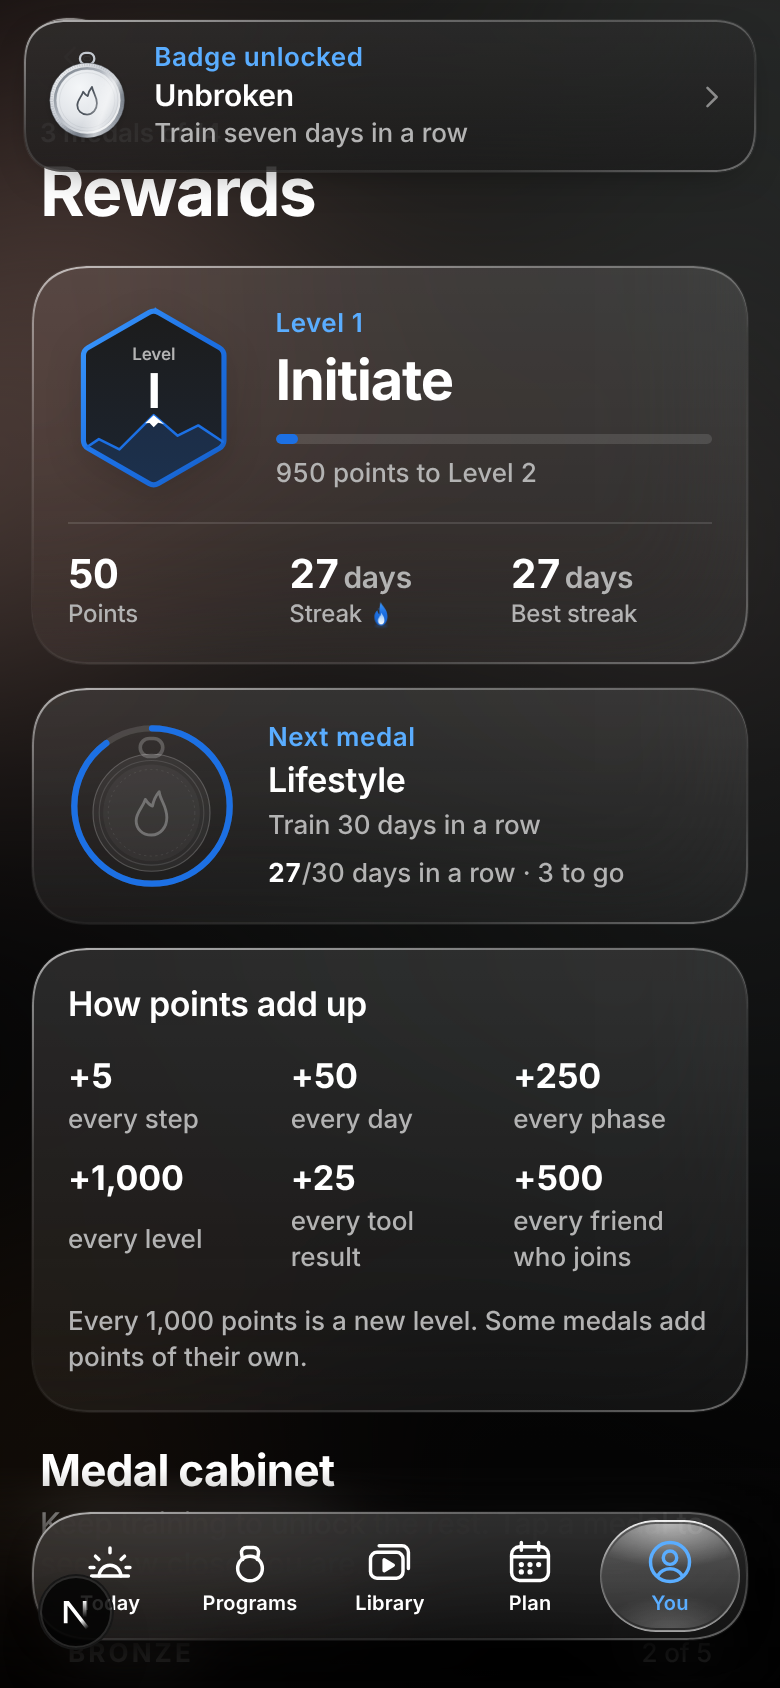 Badge unlocked
Unbroken
Train seven days in a row
3 medals
Rewards
Level
I
Level 1
Initiate
950 points to Level 2
50
Points
27 days
Streak
27 days
Best streak
Next medal
Lifestyle
Train 30 days in a row
27/30 days in a row · 3 to go
How points add up
+5
every step
+50
every day
+250
every phase
+1,000
every level
+25
every tool
result
+500
every friend
who joins
Every 1,000 points is a new level. Some medals add
points of their own.
Medal cabinet
Today
Programs
Library
Plan
You
N
BRONZE
2 of 5